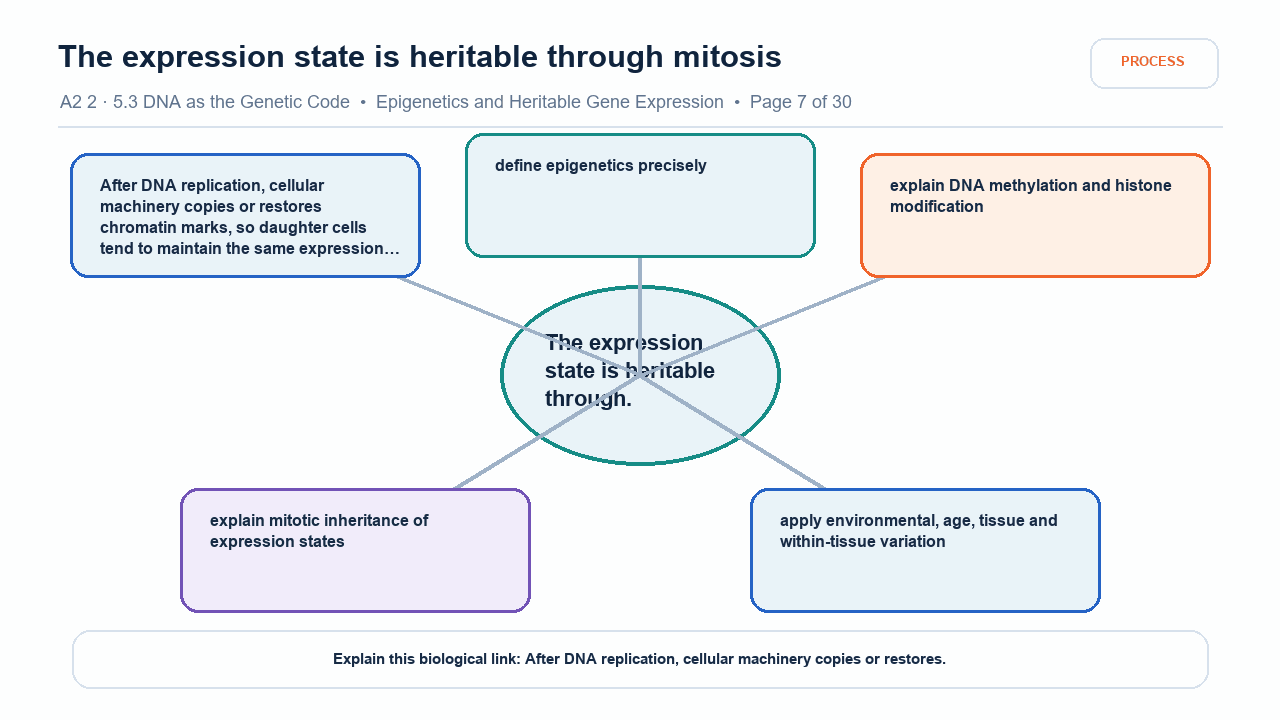 The expression state is heritable through mitosis
PROCESS
A2 2 · 5.3 DNA as the Genetic Code • Epigenetics and Heritable Gene Expression • Page 7 of 30
After DNA replication, cellular
machinery copies or restores
chromatin marks, so daughter cells
tend to maintain the same expression…
define epigenetics precisely
explain DNA methylation and histone
modification
The expression
state is heritable
through.
explain mitotic inheritance of
expression states
apply environmental, age, tissue and
within-tissue variation
Explain this biological link: After DNA replication, cellular machinery copies or restores.